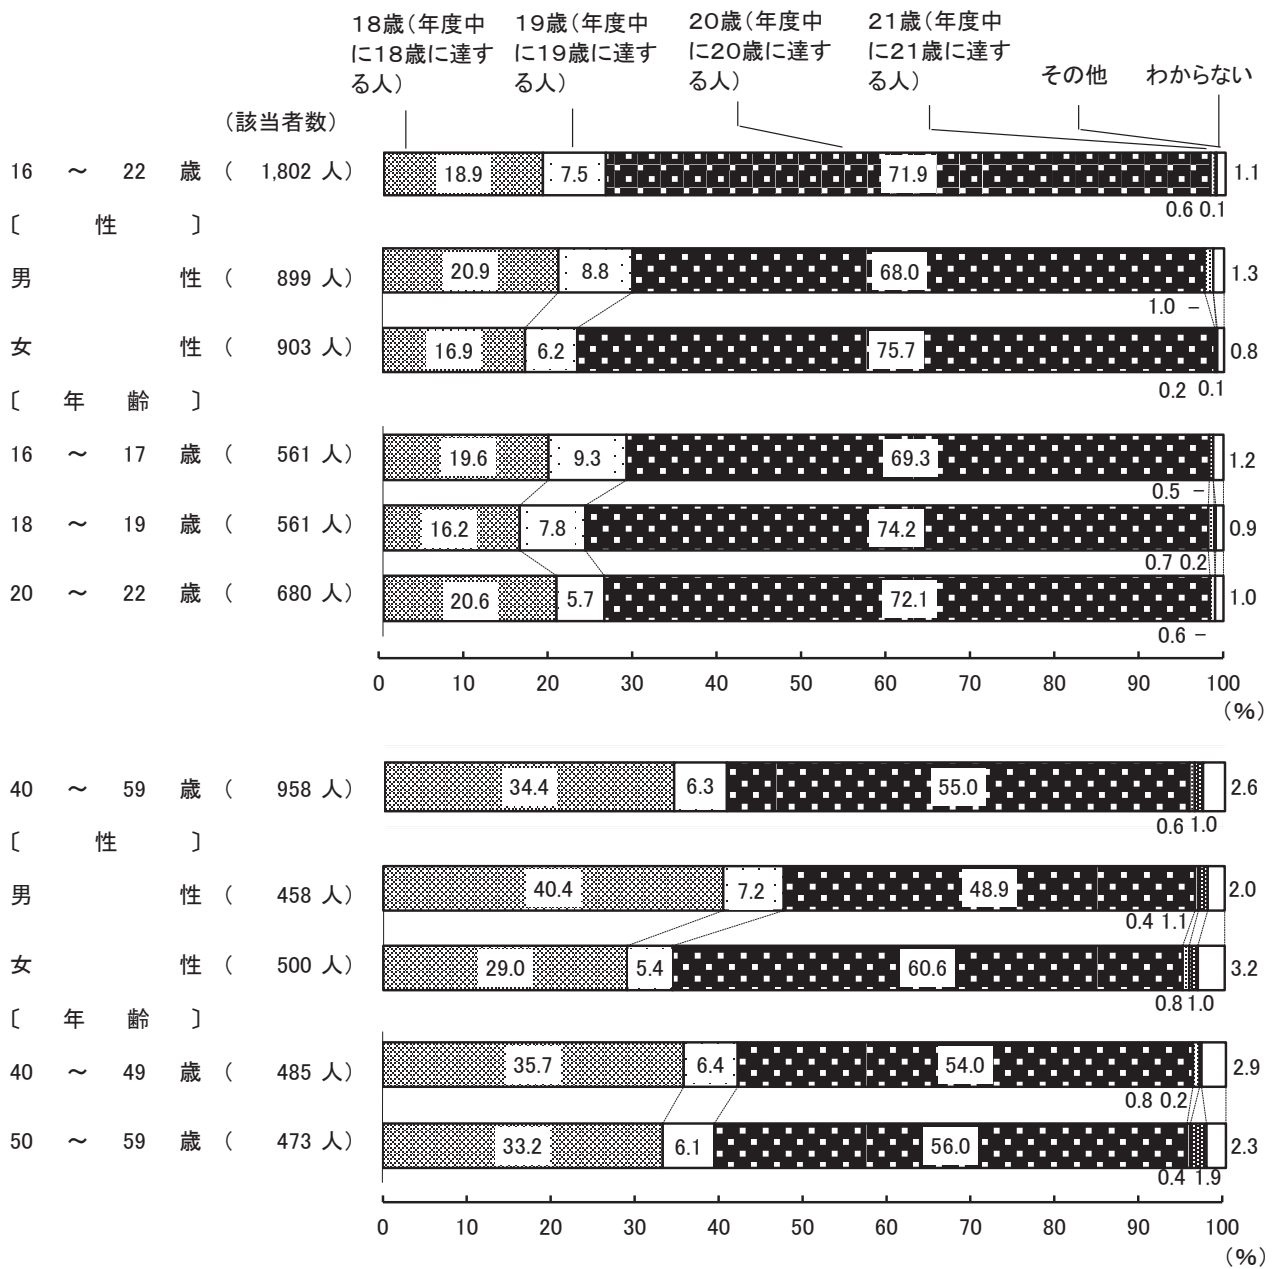 18歳（年度中に18歳に達する人）
19歳（年度中に19歳に達する人）
20歳（年度中に20歳に達する人）
21歳（年度中に21歳に達する人）
その他
わからない
（該当者数）
16 ～ 22 歳 （ 1,802 人） 18.9 7.5 71.9 1.1
0.6 0.1
〔 性 〕
男 性 （ 899 人） 20.9 8.8 68.0 1.3
1.0 －
女 性 （ 903 人） 16.9 6.2 75.7 0.8
0.2 0.1
〔 年 齢 〕
16 ～ 17 歳 （ 561 人） 19.6 9.3 69.3 1.2
0.5 －
18 ～ 19 歳 （ 561 人） 16.2 7.8 74.2 0.9
0.7 0.2
20 ～ 22 歳 （ 680 人） 20.6 5.7 72.1 1.0
0.6 －
0 10 20 30 40 50 60 70 80 90 100
（％）
40 ～ 59 歳 （ 958 人） 34.4 6.3 55.0 2.6
0.6 1.0
〔 性 〕
男 性 （ 458 人） 40.4 7.2 48.9 2.0
0.4 1.1
女 性 （ 500 人） 29.0 5.4 60.6 3.2
0.8 1.0
〔 年 齢 〕
40 ～ 49 歳 （ 485 人） 35.7 6.4 54.0 2.9
0.8 0.2
50 ～ 59 歳 （ 473 人） 33.2 6.1 56.0 2.3
0.4 1.9
0 10 20 30 40 50 60 70 80 90 100
（％）